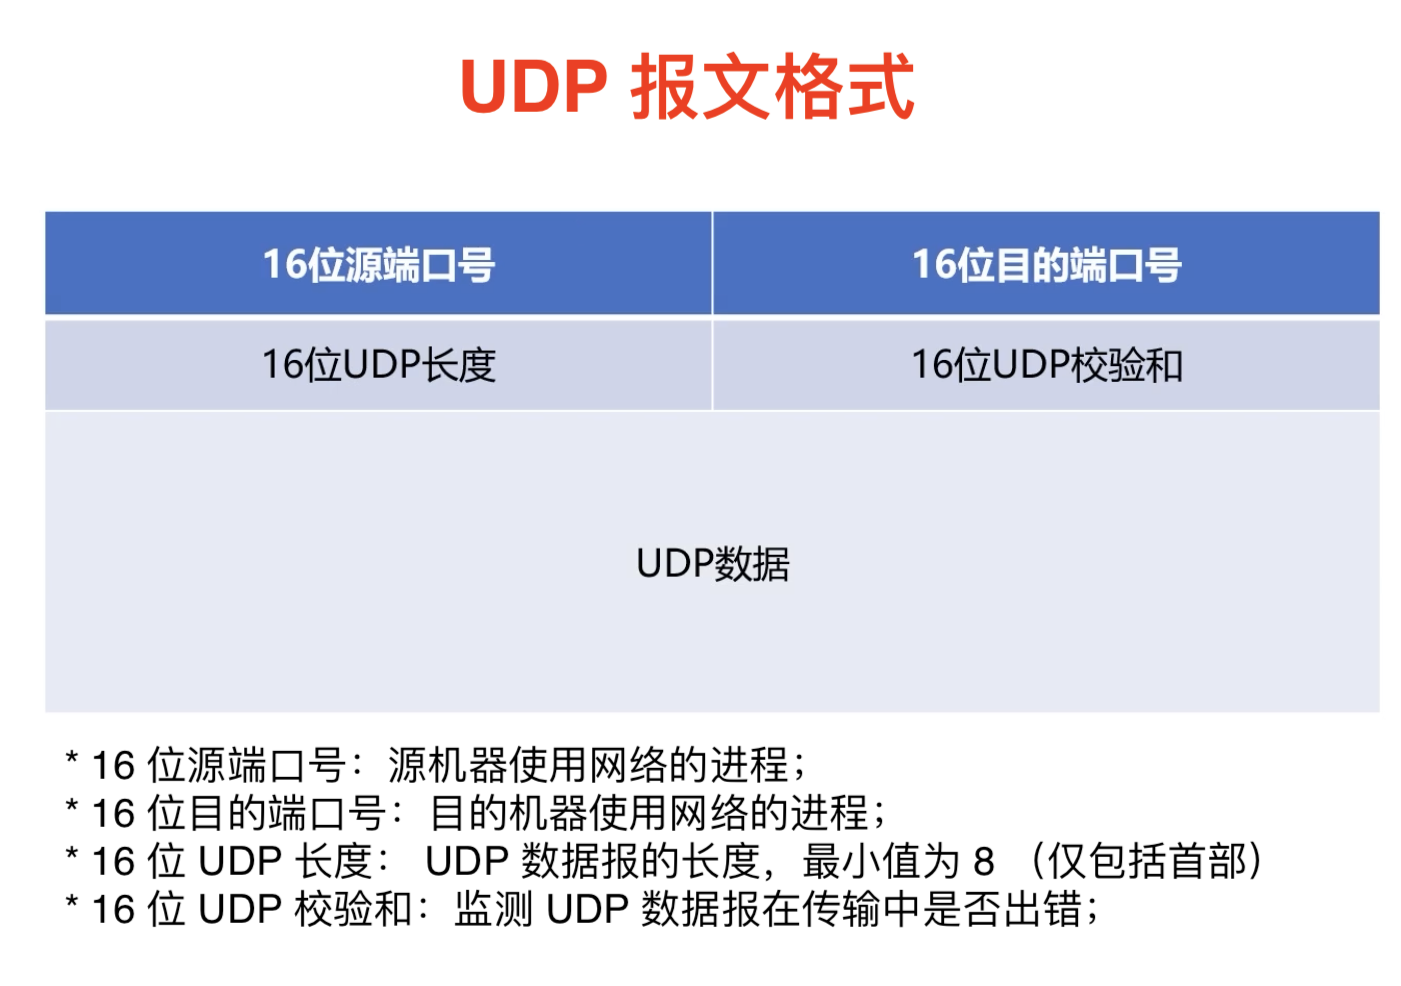 UDP 报文格式
16位源端口号
16位目的端口号
16位UDP长度
16位UDP校验和
UDP数据
* 16 位源端口号：源机器使用网络的进程；
* 16 位目的端口号：目的机器使用网络的进程；
* 16 位 UDP 长度： UDP 数据报的长度，最小值为 8 （仅包括首部）
* 16 位 UDP 校验和：监测 UDP 数据报在传输中是否出错；